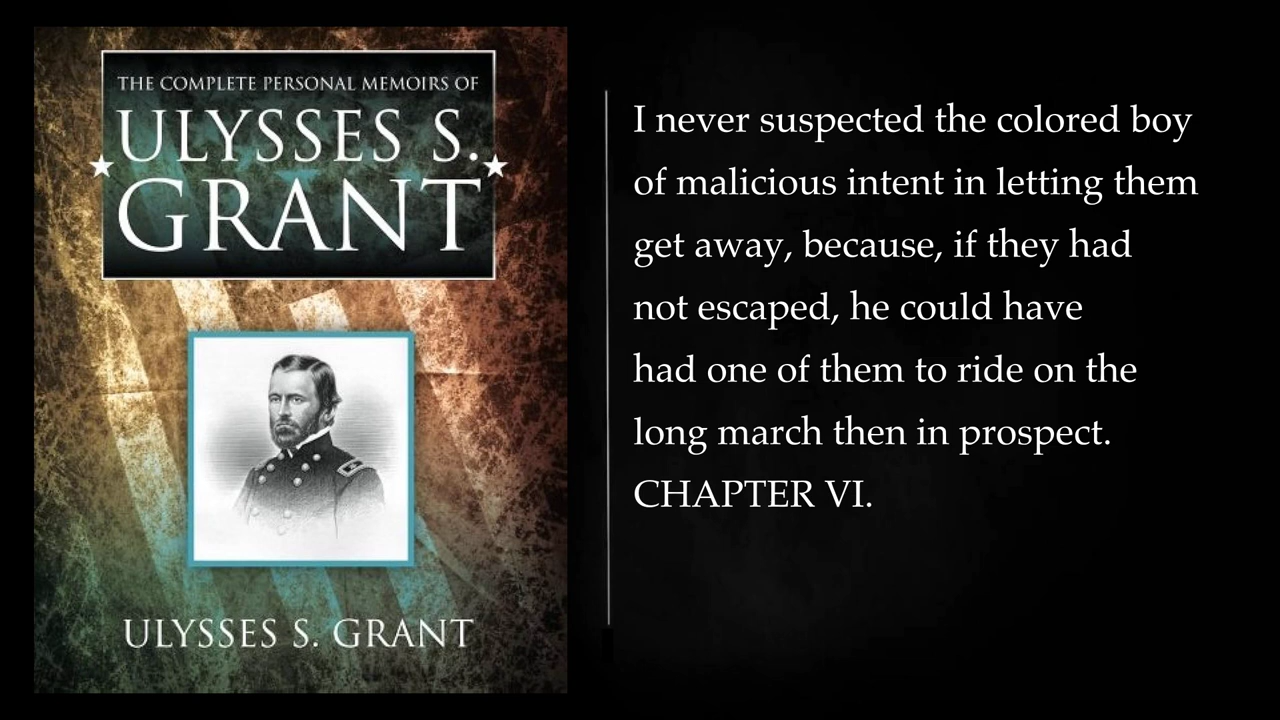 THE COMPLETE PERSONAL MEMOIRS OF
ULYSSES S.
GRANT
ULYSSES S. GRANT
I never suspected the colored boy
of malicious intent in letting them
get away, because, if they had
not escaped, he could have
had one of them to ride on the
long march then in prospect.
CHAPTER VI.